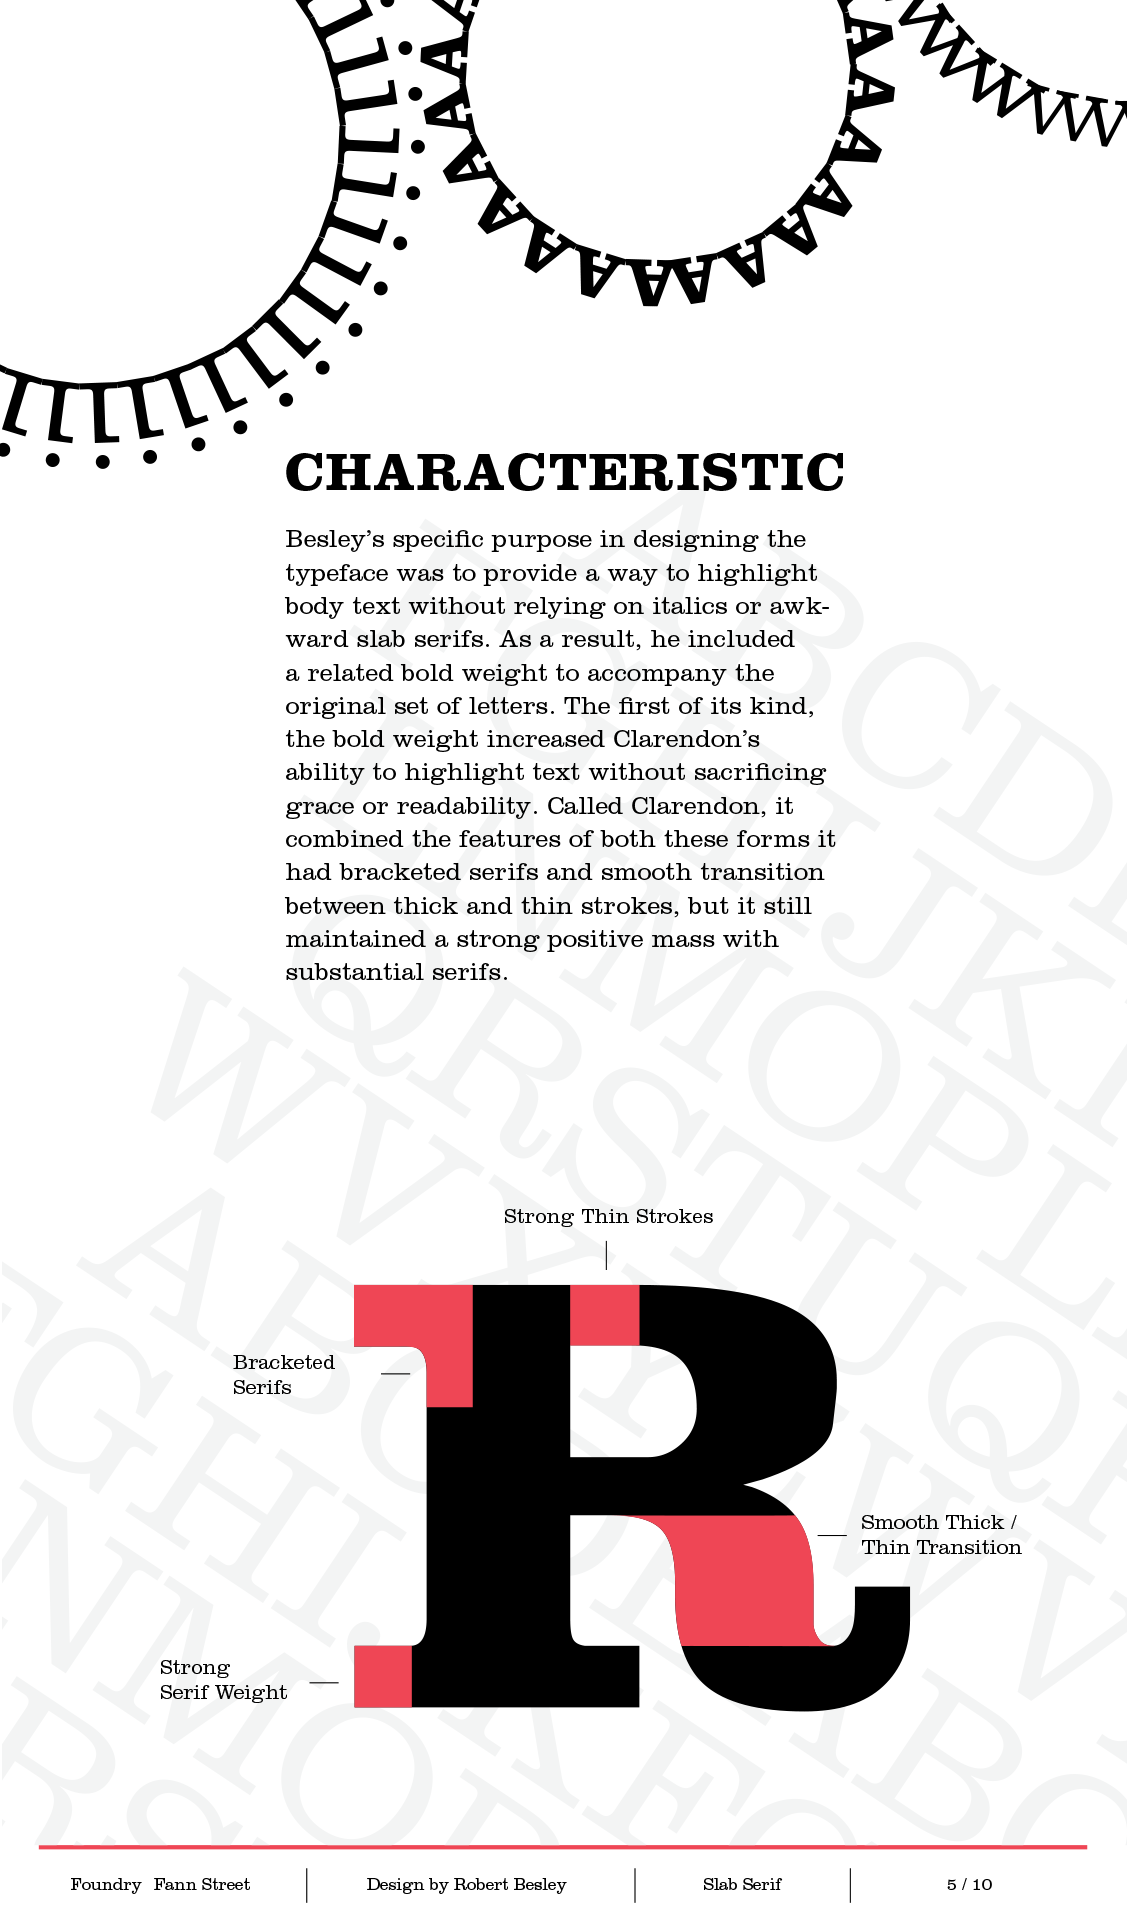 CHARACTERISTIC
Besley’s specific purpose in designing the
typeface was to provide a way to highlight
body text without relying on italics or awk-
ward slab serifs. As a result, he included
a related bold weight to accompany the
original set of letters. The first of its kind,
the bold weight increased Clarendon’s
ability to highlight text without sacrificing
grace or readability. Called Clarendon, it
combined the features of both these forms it
had bracketed serifs and smooth transition
between thick and thin strokes, but it still
maintained a strong positive mass with
substantial serifs.
Strong Thin Strokes
Bracketed
Serifs
R
Smooth Thick /
Thin Transition
Strong
Serif Weight
Foundry Fann Street
Design by Robert Besley
Slab Serif
5 / 10